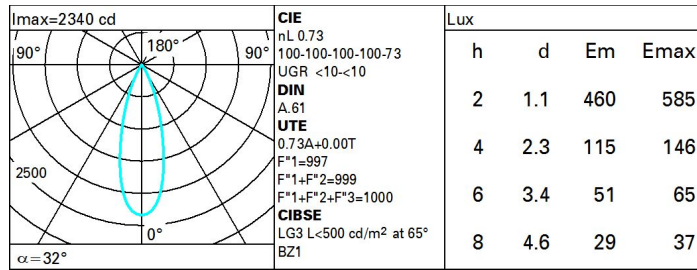 Imax=2340 cd
90°
180°
90°
2500
0°
α=32°
CIE
nL 0.73
100-100-100-100-73
UGR <10-<10
DIN
A.61
UTE
0.73A+0.00T
F"1=997
F"1+F"2=999
F"1+F"2+F"3=1000
CIBSE
LG3 L<500 cd/m² at 65°
BZ1
Lux
h d Em Emax
2 1.1 460 585
4 2.3 115 146
6 3.4 51 65
8 4.6 29 37